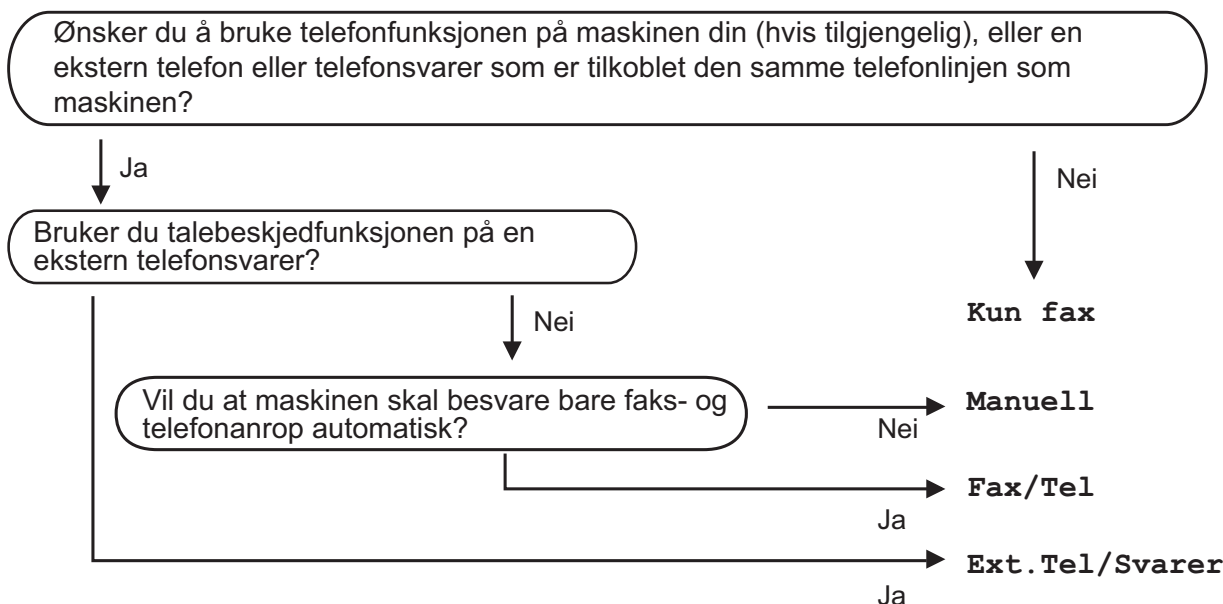 Ønsker du å bruke telefonfunksjonen på maskinen din (hvis tilgjengelig), eller en
ekstern telefon eller telefonsvarer som er tilkoblet den samme telefonlinjen som
maskinen?
Ja
Nei
Bruker du talebeskjedfunksjonen på en
ekstern telefonsvarer?
Nei
Kun fax
Vil du at maskinen skal besvare bare faks- og
telefonanrop automatisk?
Nei
Manuell
Ja
Fax/Tel
Ja
Ext.Tel/Svarer